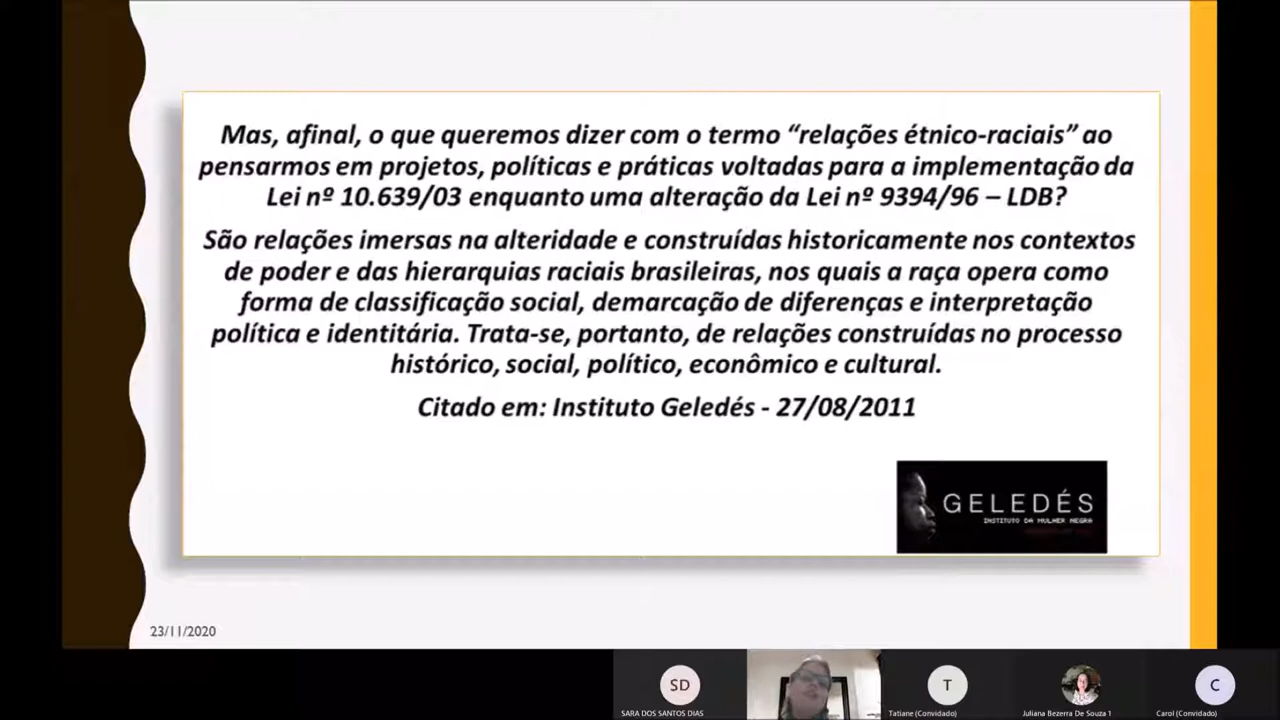 Mas, afinal, o que queremos dizer com o termo “relações étnico-raciais” ao
pensarmos em projetos, políticas e práticas voltadas para a implementação da
Lei nº 10.639/03 enquanto uma alteração da Lei nº 9394/96 – LDB?
São relações imersas na alteridade e construídas historicamente nos contextos
de poder e das hierarquias raciais brasileiras, nos quais a raça opera como
forma de classificação social, demarcação de diferenças e interpretação
política e identitária. Trata-se, portanto, de relações construídas no processo
histórico, social, político, econômico e cultural.
Citado em: Instituto Geledés - 27/08/2011
GELEDÉS
INSTITUTO DA MULHER NEGRA
23/11/2020
SD
T
C
SARA DOS SANTOS DIAS
Tatiane (Convidado)
Juliana Bezerra De Souza 1
Carol (Convidado)